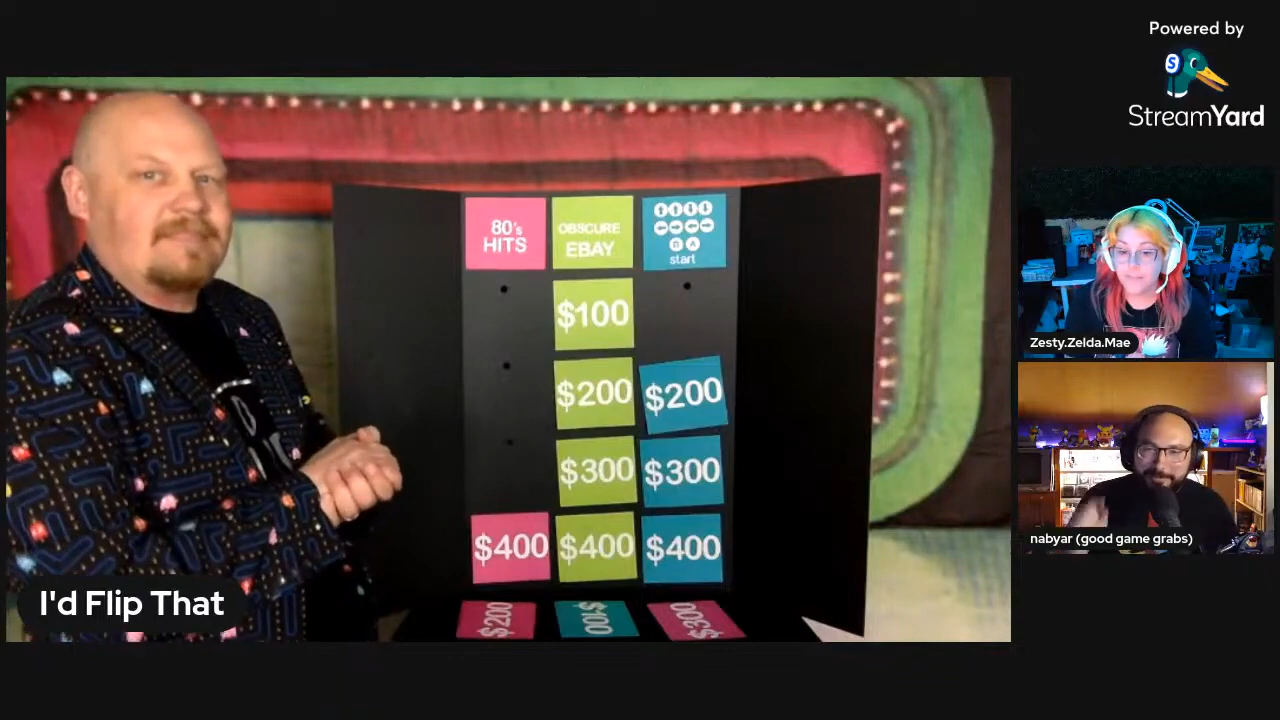 Powered by
S
StreamYard
80's
HITS
OBSCURE
EBAY
B A
start
$100
$200
$200
$300
$300
$400
$400
$400
$200
$100
$300
I'd Flip That
Zesty.Zelda.Mae
nabyar (good game grabs)